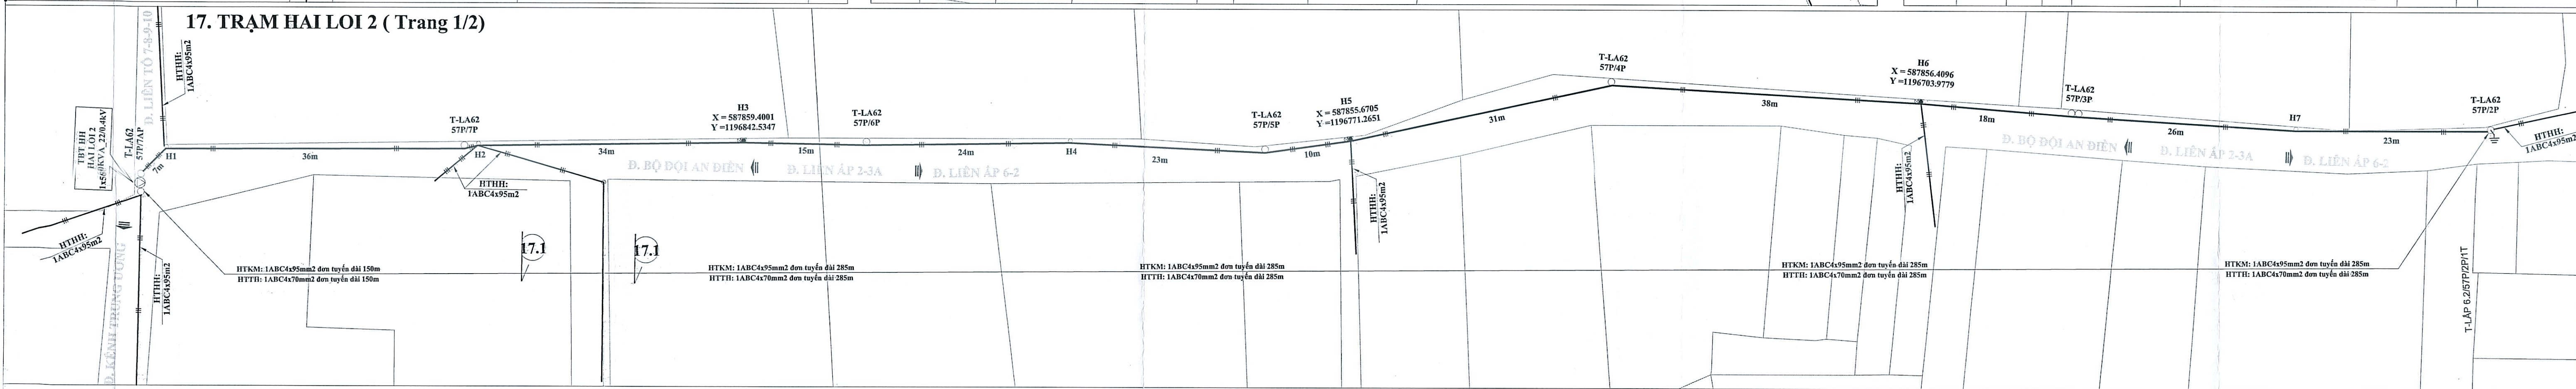 17. TRẠM HAI LOI 2 ( Trang 1/2)
Đ. LIÊN TỔ 7-8-9-10
HTHH:
1ABC4x95m2
TBT HH
HAI LOI 2
T-LA62
57P/7/AP
7m
H1
36m
T-LA62
57P/7P
H2
HTHH:
1ABC4x95m2
34m
H3
X = 587859.4001
Y =1196842.5347
15m
T-LA62
57P/6P
24m
H4
23m
T-LA62
57P/5P
10m
H5
X = 587855.6705
Y =1196771.2651
31m
T-LA62
57P/4P
38m
H6
X = 587856.4096
Y =1196703.9779
18m
T-LA62
57P/3P
26m
H7
23m
T-LA62
57P/2P
HTHH:
1ABC4x95m2
Đ. BỘ ĐỘI AN ĐIỀN
Đ. LIÊN ẤP 2-3A
Đ. LIÊN ẤP 6-2
Đ. BỘ ĐỘI AN ĐIỀN
Đ. LIÊN ẤP 2-3A
Đ. LIÊN ẤP 6-2
HTHH:
1ABC4x95m2
HTHH:
1ABC4x95m2
HTHH:
1ABC4x95m2
HTHH:
1ABC4x95m2
Đ. KÊNH TRUNG ƯƠNG
17.1
17.1
HTKM: 1ABC4x95mm2 đơn tuyến dài 150m
HTTH: 1ABC4x70mm2 đơn tuyến dài 150m
HTKM: 1ABC4x95mm2 đơn tuyến dài 285m
HTTH: 1ABC4x70mm2 đơn tuyến dài 285m
HTKM: 1ABC4x95mm2 đơn tuyến dài 285m
HTTH: 1ABC4x70mm2 đơn tuyến dài 285m
HTKM: 1ABC4x95mm2 đơn tuyến dài 285m
HTTH: 1ABC4x70mm2 đơn tuyến dài 285m
HTKM: 1ABC4x95mm2 đơn tuyến dài 285m
HTTH: 1ABC4x70mm2 đơn tuyến dài 285m
T-LẤP 6.2/57P/2P/1T